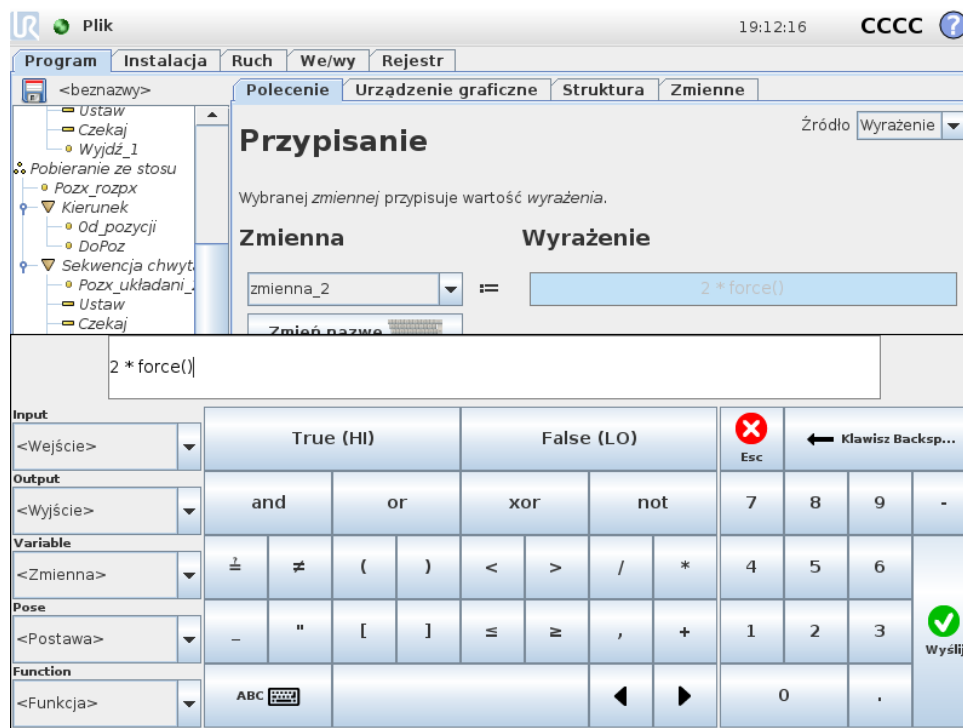 UR Plik 19:12:16 CCCC ?
Program Instalacja Ruch We/wy Rejestr
<beznazwy> Polecenie Urządzenie graficzne Struktura Zmienne
Ustaw
Czekaj
Wyjdź_1
Pobieranie ze stosu
Pozx_rozpx
Kierunek
Od_pozycji
DoPoz
Sekwencja chwyt
Pozx_układani_
Ustaw
Czekaj
Przypisanie
Źródło Wyrażenie
Wybranej zmiennej przypisuje wartość wyrażenia.
Zmienna Wyrażenie
zmienna_2 := 2 * force()
Zmień nazwę
2 * force()
Input
<Wejście> True (HI) False (LO) Esc Klawisz Backsp...
Output
<Wyjście> and or xor not 7 8 9 -
Variable
<Zmienna> ≟ ≠ ( ) < > / * 4 5 6
Pose
<Postawa> _ " [ ] ≤ ≥ , + 1 2 3 Wyślij
Function
<Funkcja> ABC 0 .